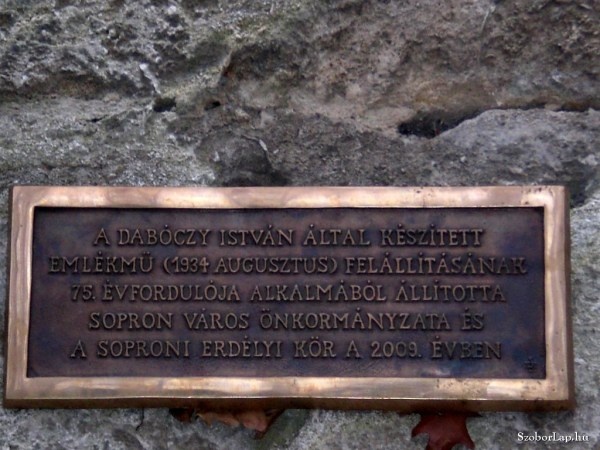 A DABÓCZY ISTVÁN ÁLTAL KÉSZÍTETT
EMLÉKMŰ (1934 AUGUSZTUS) FELÁLLÍTÁSÁNAK
75. ÉVFORDULÓJA ALKALMÁBÓL ÁLLÍTOTTA
SOPRON VÁROS ÖNKORMÁNYZATA ÉS
A SOPRONI ERDÉLYI KÖR A 2009. ÉVBEN
SzoborLap.hu